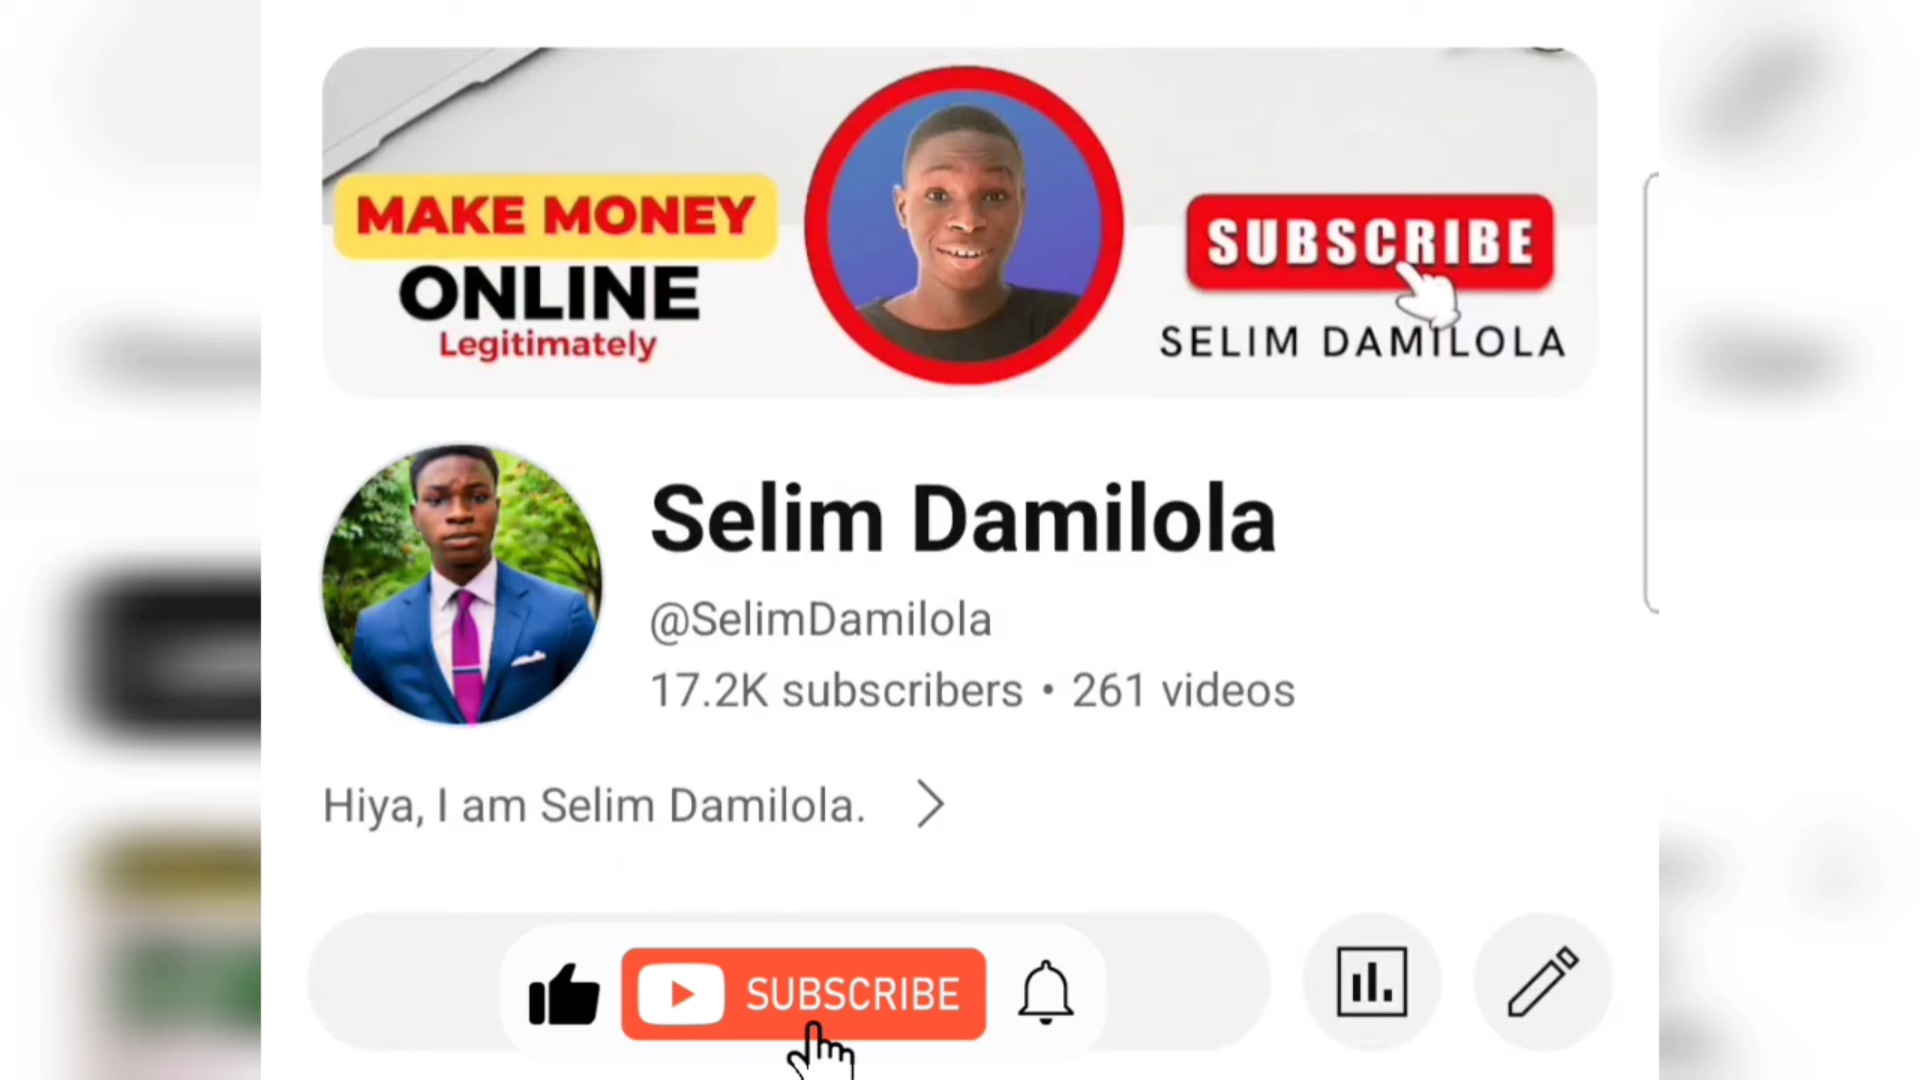 MAKE MONEY
ONLINE
Legitimately
SUBSCRIBE
SELIM DAMILOLA
Selim Damilola
@SelimDamilola
17.2K subscribers • 261 videos
Hiya, I am Selim Damilola.
SUBSCRIBE